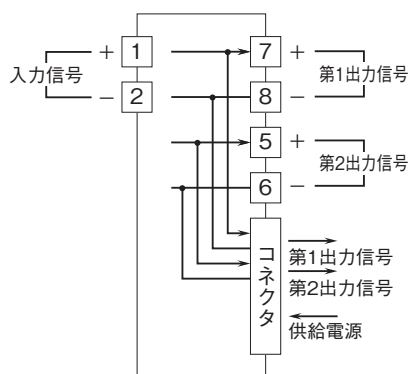 + 1 7 +
入力信号 第1出力信号
− 2 8 −
5 +
第2出力信号
6 −
コネクタ
第1出力信号
第2出力信号
供給電源